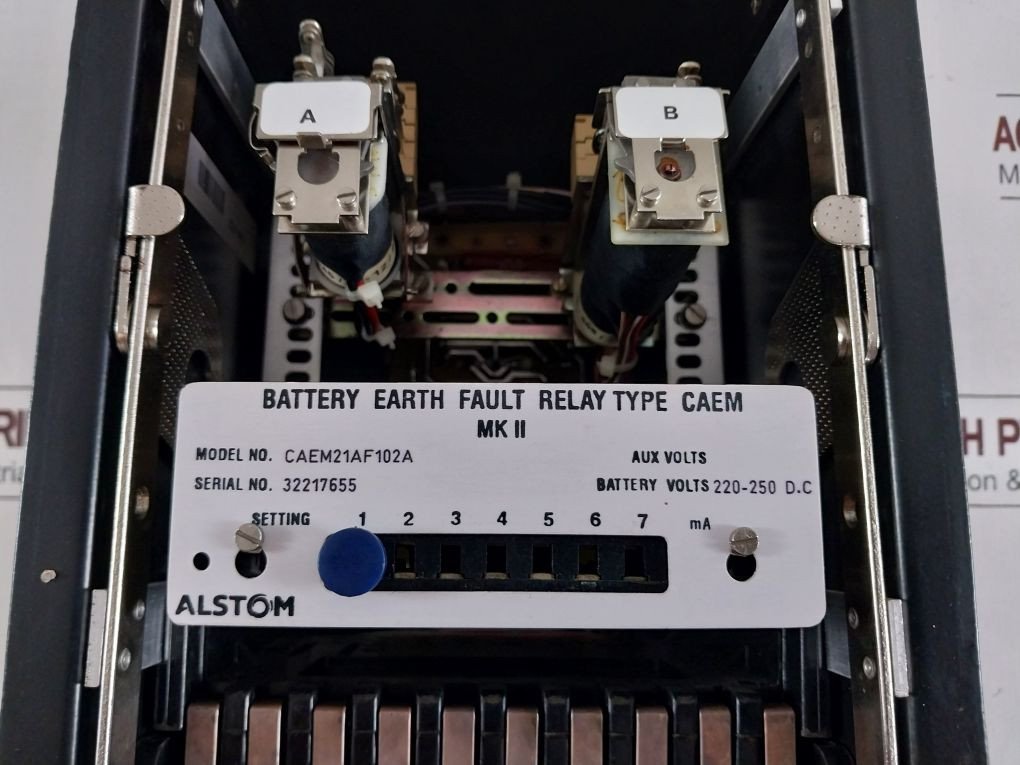 A
B
BATTERY EARTH FAULT RELAY TYPE CAEM
MK II
MODEL NO. CAEM21AF102A
AUX VOLTS
SERIAL NO. 32217655
BATTERY VOLTS 220-250 D.C
SETTING 1 2 3 4 5 6 7 mA
ALSTOM